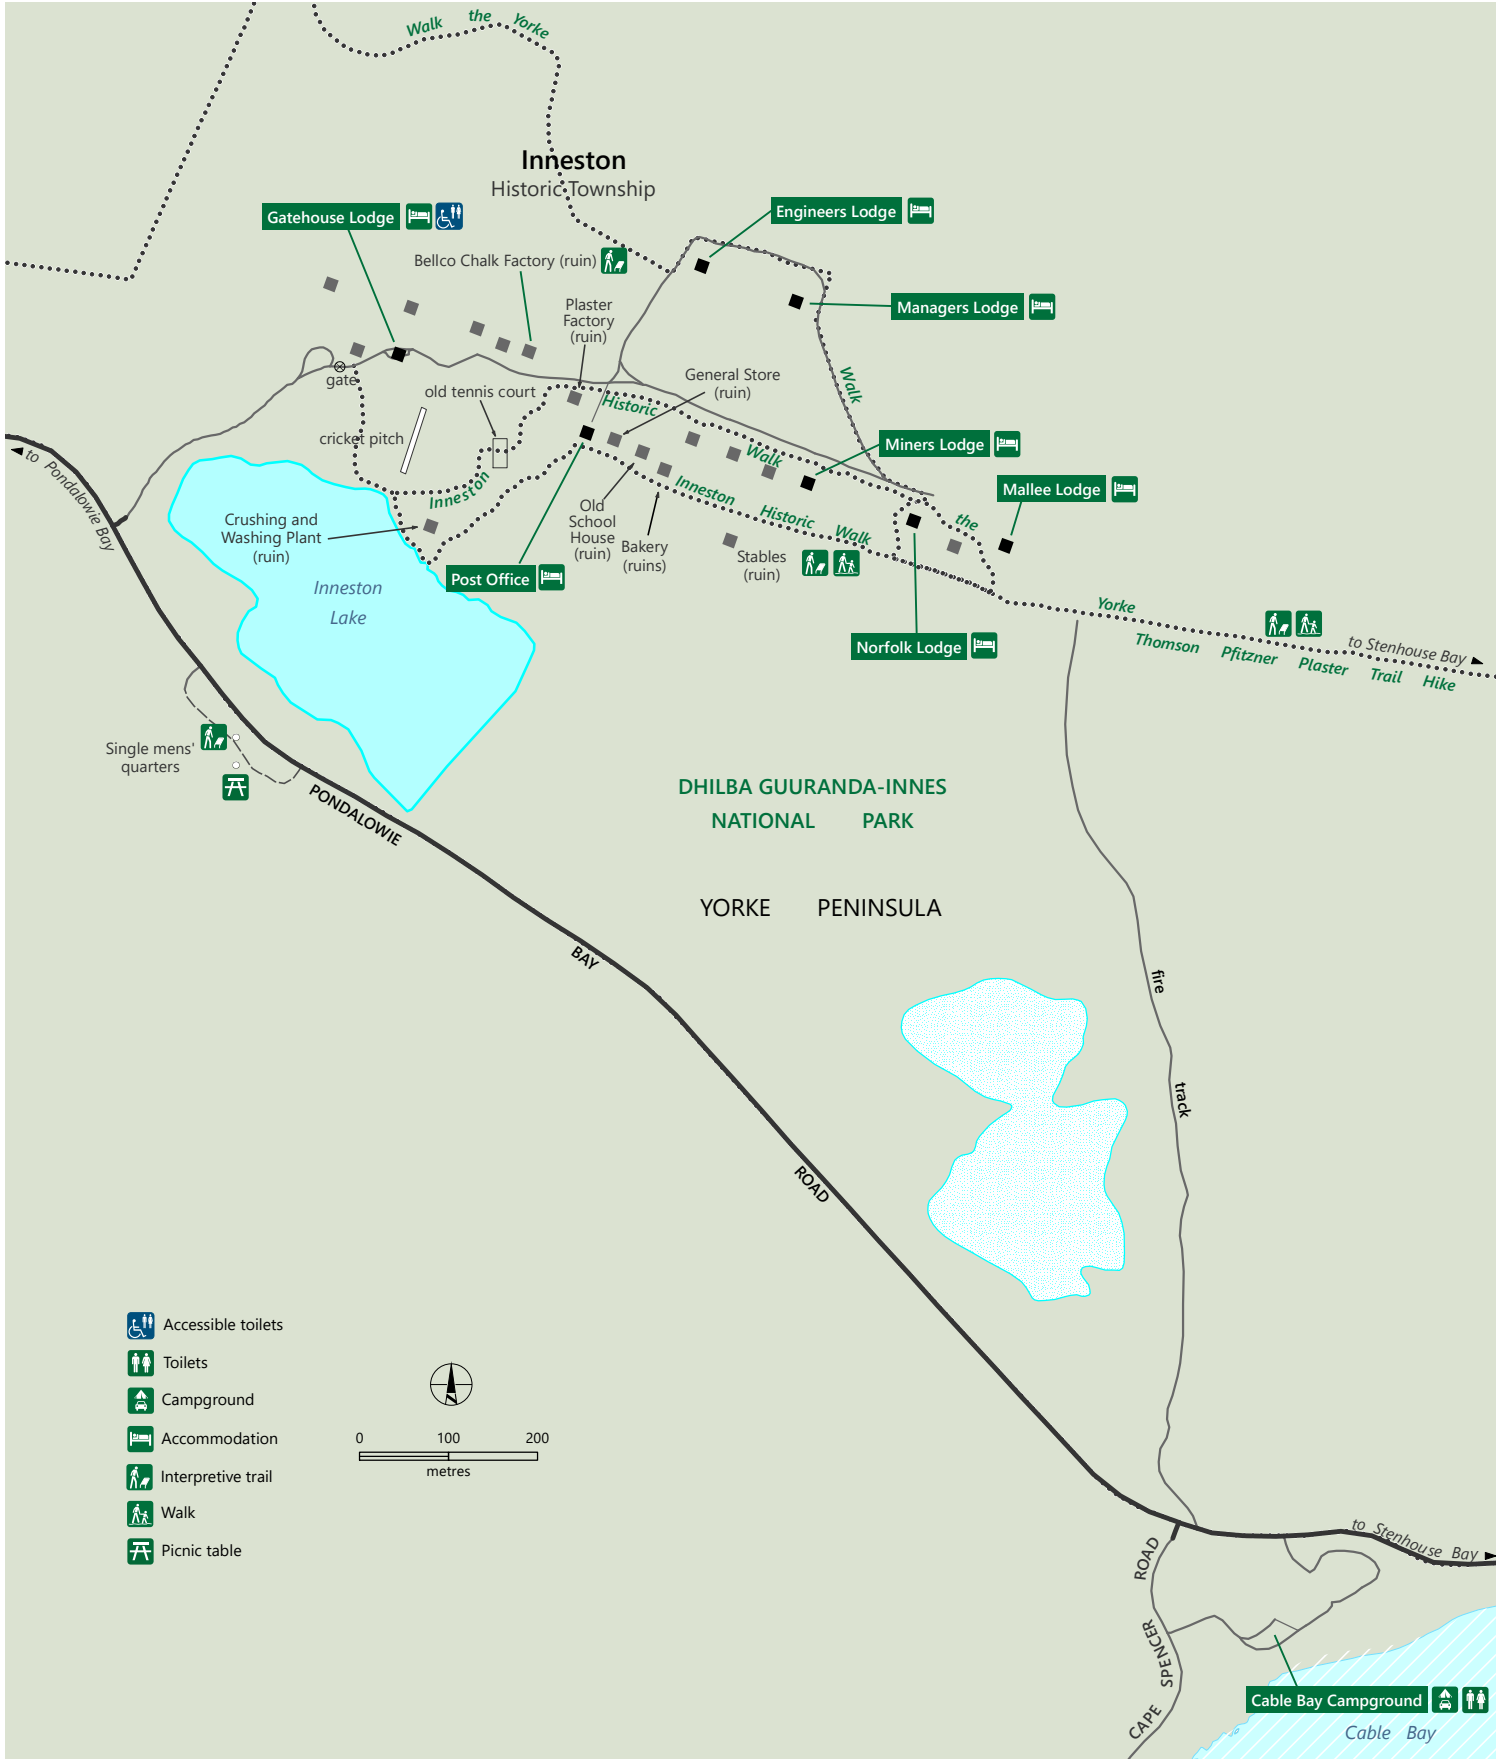 Walk the Yorke
Inneston
Historic Township
Gatehouse Lodge
Engineers Lodge
Bellco Chalk Factory (ruin)
Managers Lodge
Plaster
Factory
(ruin)
gate
old tennis court
General Store
(ruin)
Historic
Walk
cricket pitch
Walk
Miners Lodge
to Pondalowie Bay
Inneston
Inneston Historic Walk
Mallee Lodge
the
Crushing and
Washing Plant
(ruin)
Old
School
House
(ruin)
Bakery
(ruins)
Stables
(ruin)
Post Office
Inneston
Lake
Yorke
Norfolk Lodge
Thomson Pfitzner Plaster Trail Hike
to Stenhouse Bay
Single mens'
quarters
PONDALOWIE
DHILBA GUURANDA-INNES
NATIONAL PARK
YORKE PENINSULA
BAY
fire
track
ROAD
Accessible toilets
Toilets
Campground
Accommodation
Interpretive trail
Walk
Picnic table
N
0 100 200
metres
to Stenhouse Bay
ROAD
SPENCER
CAPE
Cable Bay Campground
Cable Bay